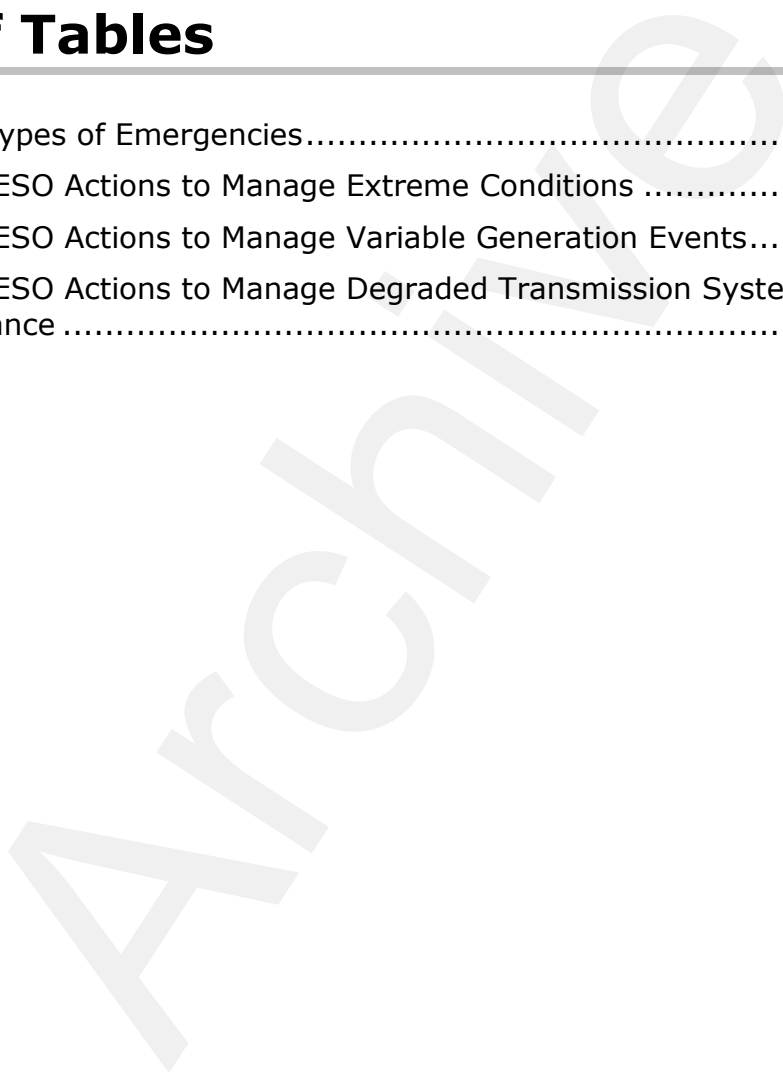 f Tables
ypes of Emergencies..............................................
ESO Actions to Manage Extreme Conditions .............
ESO Actions to Manage Variable Generation Events...
ESO Actions to Manage Degraded Transmission Syste
ance .....................................................................
Archive